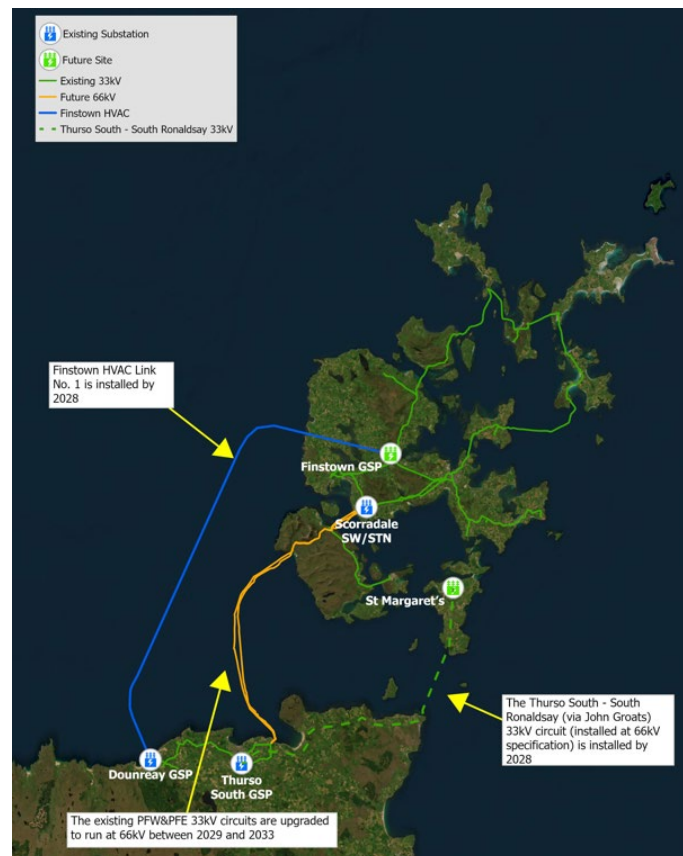 Existing Substation
Future Site
Existing 33kV
Future 66kV
Finstown HVAC
Thurso South - South Ronaldsay 33kV
Finstown HVAC Link
No. 1 is installed by
2028
Finstown GSP
Scorradale
SW/STN
St Margaret's
The Thurso South - South
Ronaldsay (via John Groats)
33kV circuit (installed at 66kV
specification) is installed by
2028
Dounreay GSP
Thurso
South GSP
The existing PFW&PFE 33kV circuits are upgraded
to run at 66kV between 2029 and 2033